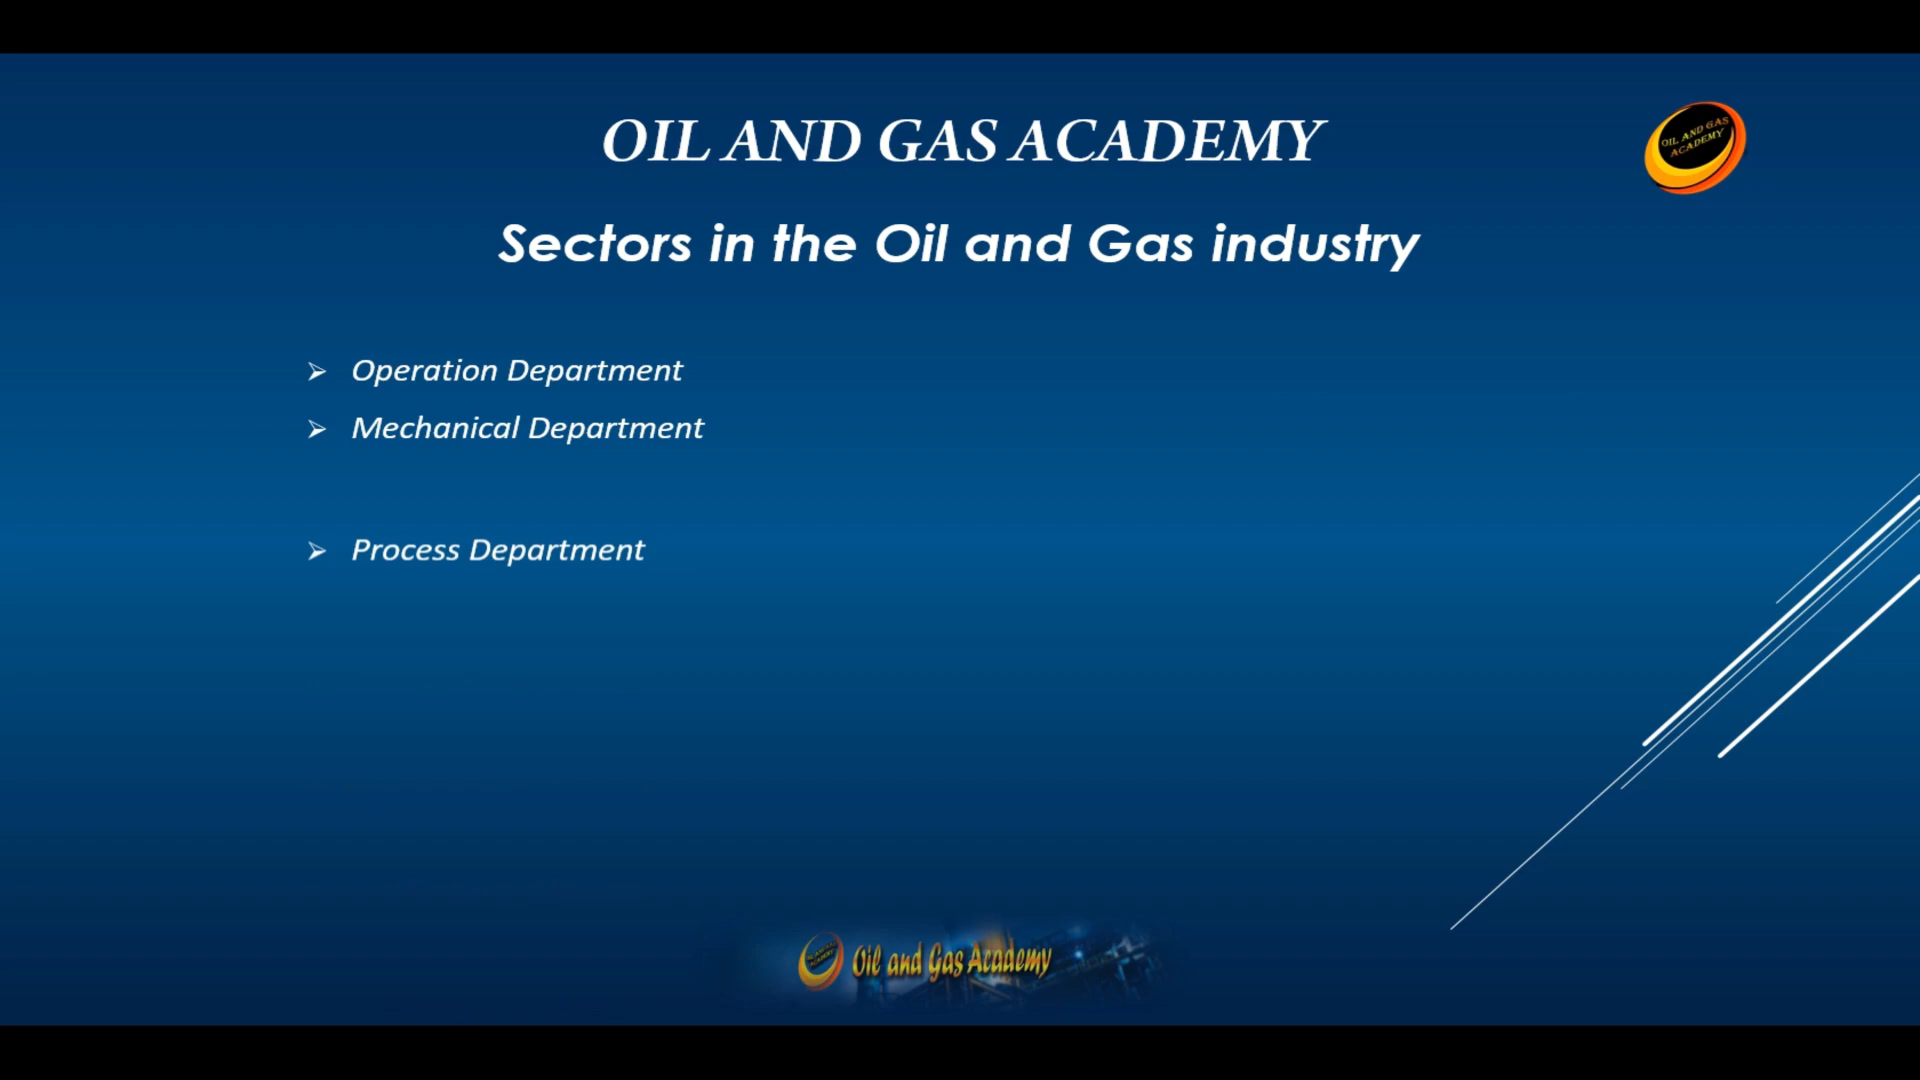 OIL AND GAS ACADEMY
OIL AND GAS
ACADEMY
Sectors in the Oil and Gas industry
➢ Operation Department
➢ Mechanical Department
➢ Process Department
Oil and Gas Academy